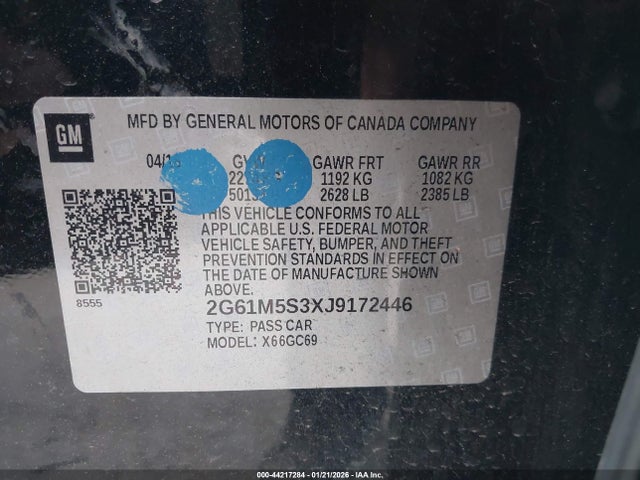 GM
MFD BY GENERAL MOTORS OF CANADA COMPANY
GAWR FRT GAWR RR
1192 KG 1082 KG
2628 LB 2385 LB
THIS VEHICLE CONFORMS TO ALL
APPLICABLE U.S. FEDERAL MOTOR
VEHICLE SAFETY, BUMPER, AND THEFT
PREVENTION STANDARDS IN EFFECT ON
THE DATE OF MANUFACTURE SHOWN ABOVE.
8555
2G61M5S3XJ9172446
TYPE: PASS CAR
MODEL: X66GC69
000-44217284 - 01/21/2026 - IAA Inc.